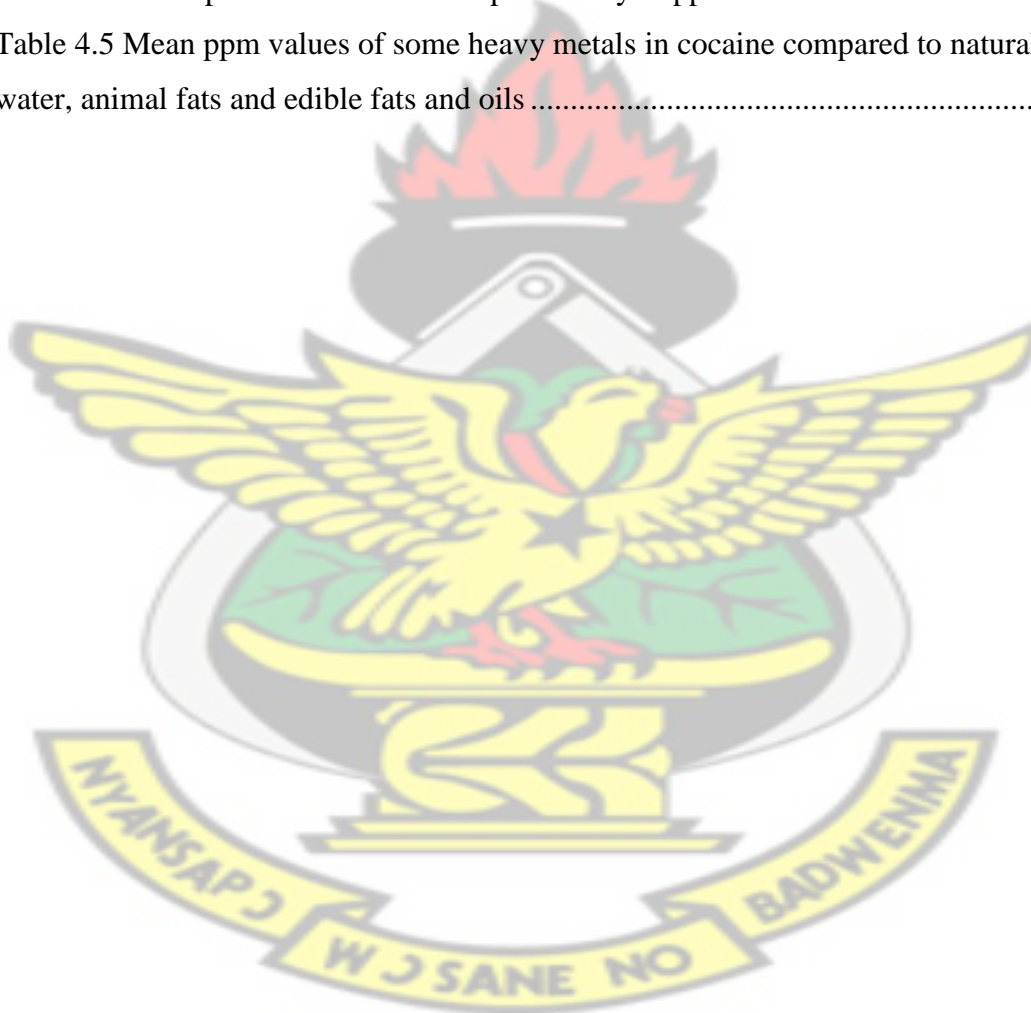 Table 4.5 Mean ppm values of some heavy metals in cocaine compared to natural
water, animal fats and edible fats and oils ......................................................
NYANSAPƆ
WƆSANE NO
BADWENMA